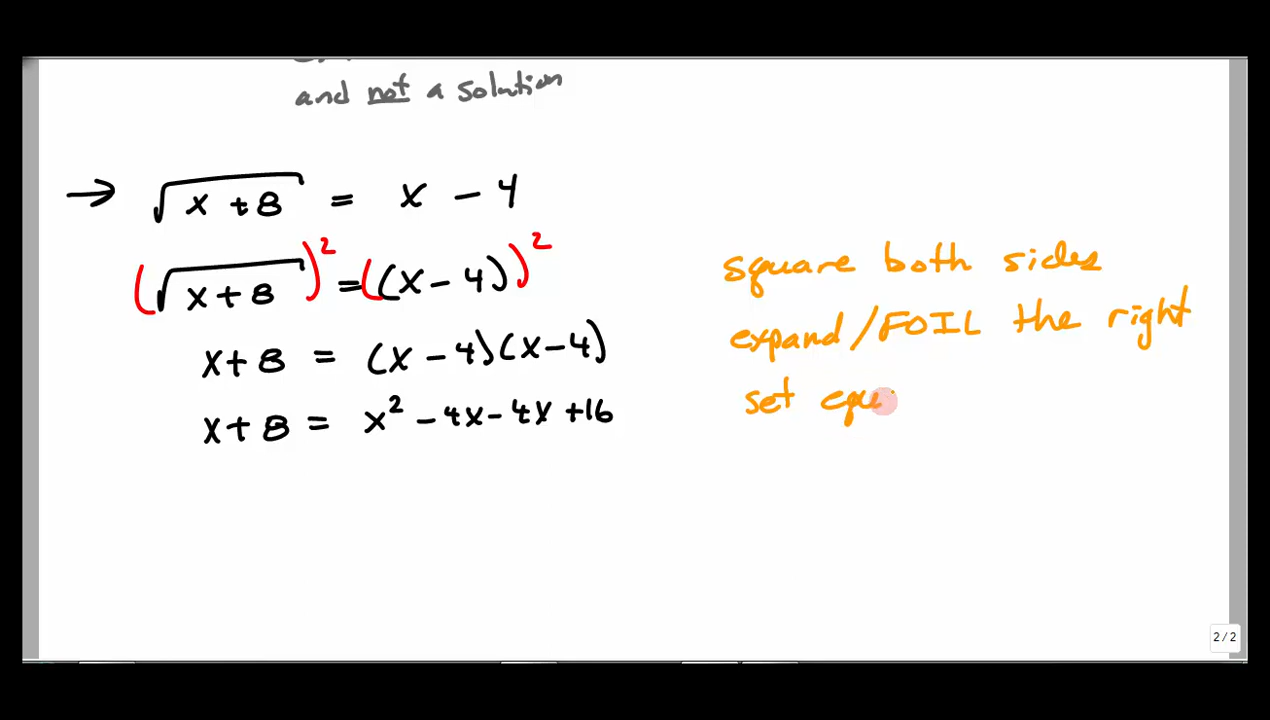 and not a solution
→ √(x+8) = x - 4
(√(x+8))² = ((x-4))²
square both sides
x+8 = (x-4)(x-4)
expand/FOIL the right
x+8 = x² - 4x - 4x + 16
set equ
2/2